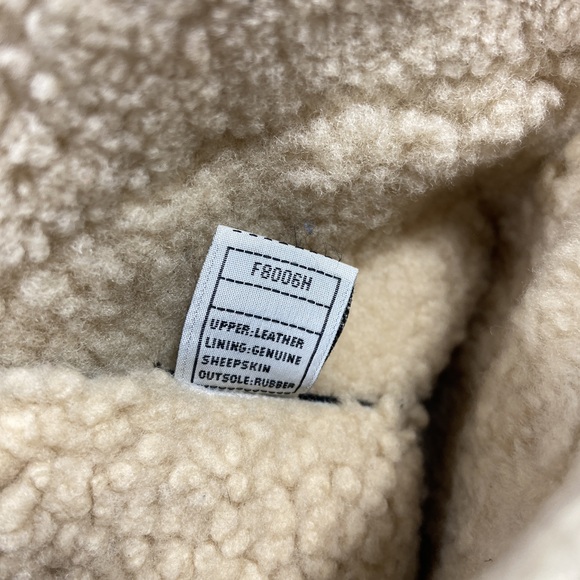 F8006H
UPPER:LEATHER
LINING:GENUINE
SHEEPSKIN
OUTSOLE:RUBBER